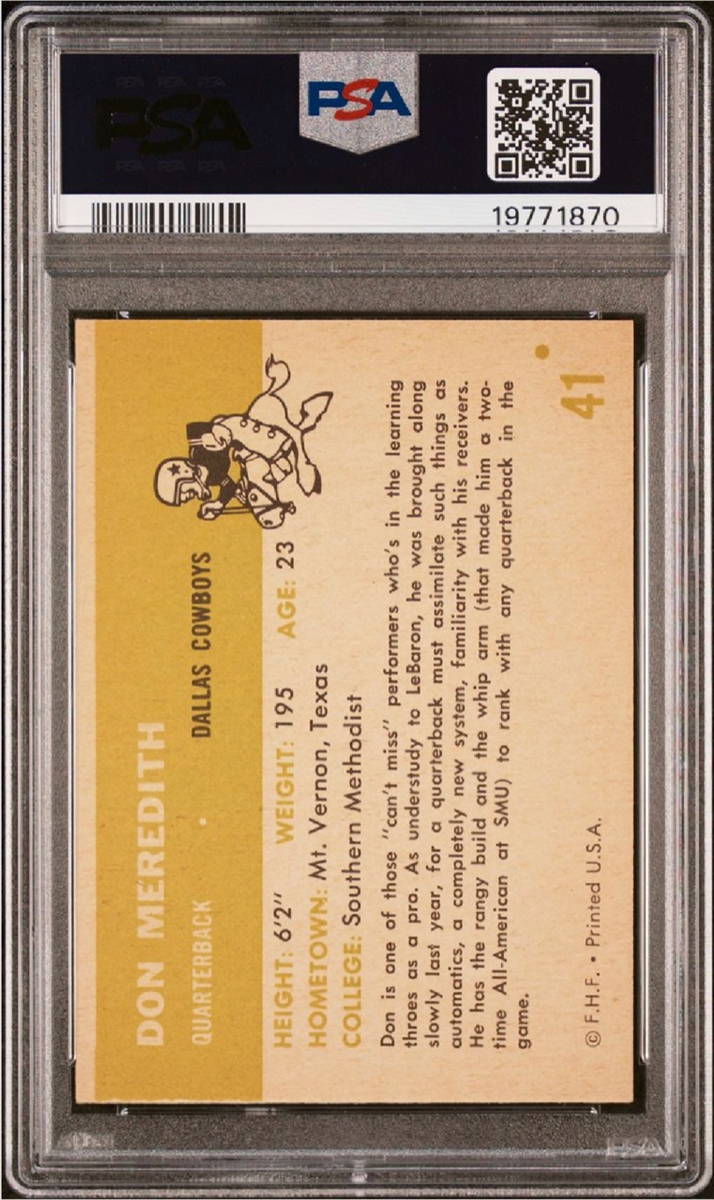 PSA
PSA
19771870
DON MEREDITH
QUARTERBACK • DALLAS COWBOYS
HEIGHT: 6'2" WEIGHT: 195 AGE: 23
HOMETOWN: Mt. Vernon, Texas
COLLEGE: Southern Methodist
Don is one of those "can't miss" performers who's in the learning
throes as a pro. As understudy to LeBaron, he was brought along
slowly last year, for a quarterback must assimilate such things as
automatics, a completely new system, familiarity with his receivers.
He has the rangy build and the whip arm (that made him a two-
time All-American at SMU) to rank with any quarterback in the
game.
© F.H.F. • Printed U.S.A.
41
PSA